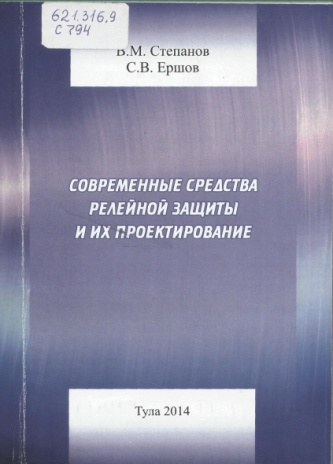 621.316.9
С 794
В.М. Степанов
С.В. Ершов
СОВРЕМЕННЫЕ СРЕДСТВА
РЕЛЕЙНОЙ ЗАЩИТЫ
И ИХ ПРОЕКТИРОВАНИЕ
Тула 2014